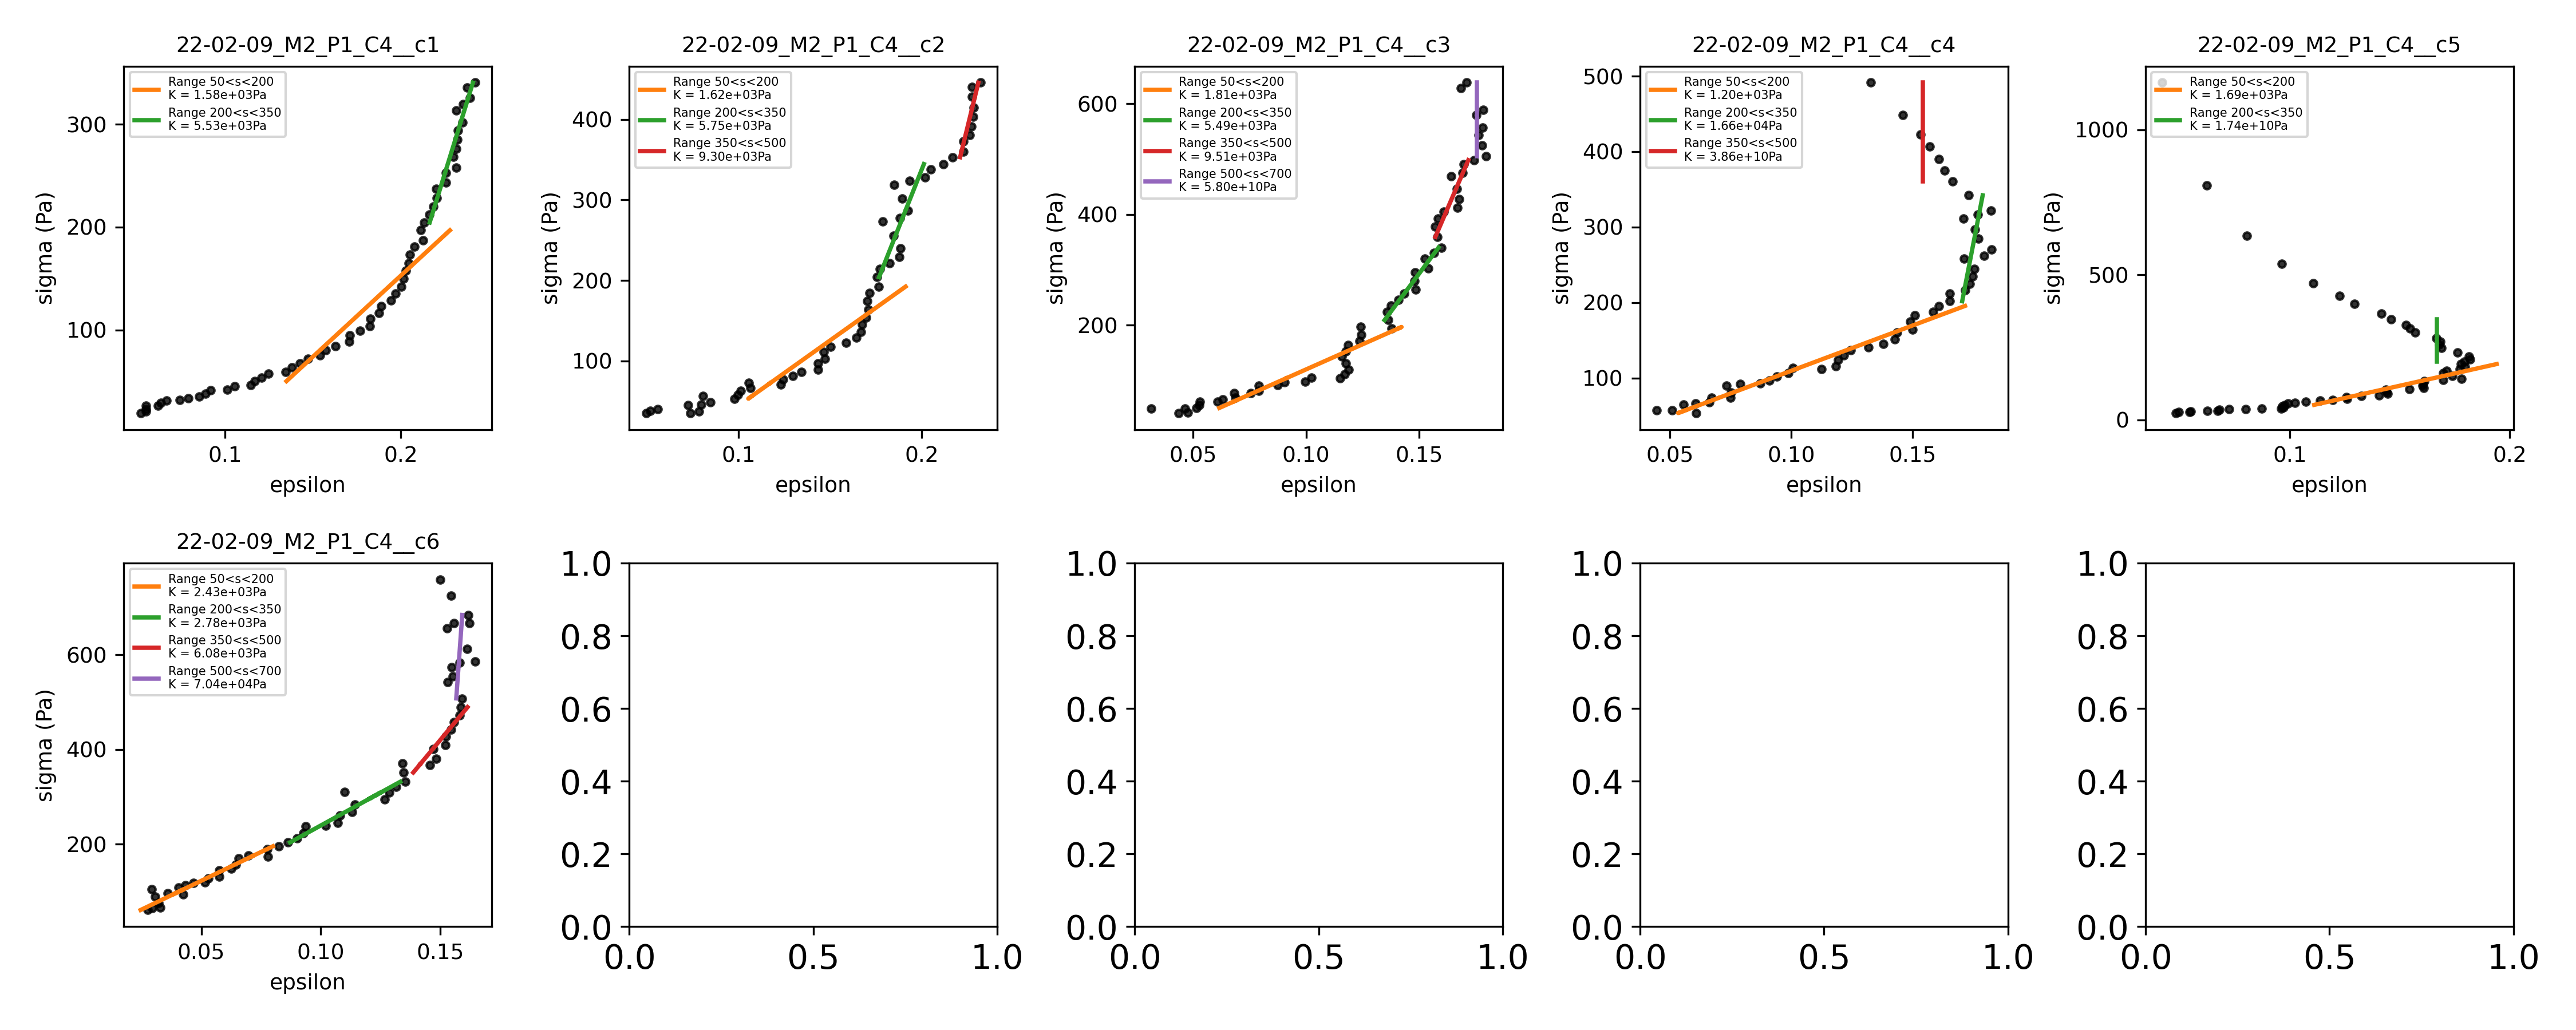 22-02-09_M2_P1_C4__c1
Range 50<s<200
K = 1.58e+03Pa
Range 200<s<350
K = 5.53e+03Pa
sigma (Pa)
300
200
100
0.1 0.2
epsilon
22-02-09_M2_P1_C4__c2
Range 50<s<200
K = 1.62e+03Pa
Range 200<s<350
K = 5.75e+03Pa
Range 350<s<500
K = 9.30e+03Pa
sigma (Pa)
400
300
200
100
0.1 0.2
epsilon
22-02-09_M2_P1_C4__c3
Range 50<s<200
K = 1.81e+03Pa
Range 200<s<350
K = 5.49e+03Pa
Range 350<s<500
K = 9.51e+03Pa
Range 500<s<700
K = 5.80e+10Pa
sigma (Pa)
600
400
200
0.05 0.10 0.15
epsilon
22-02-09_M2_P1_C4__c4
Range 50<s<200
K = 1.20e+03Pa
Range 200<s<350
K = 1.66e+04Pa
Range 350<s<500
K = 3.86e+10Pa
sigma (Pa)
500
400
300
200
100
0.05 0.10 0.15
epsilon
22-02-09_M2_P1_C4__c5
Range 50<s<200
K = 1.69e+03Pa
Range 200<s<350
K = 1.74e+10Pa
sigma (Pa)
1000
500
0
0.1 0.2
epsilon
22-02-09_M2_P1_C4__c6
Range 50<s<200
K = 2.43e+03Pa
Range 200<s<350
K = 2.78e+03Pa
Range 350<s<500
K = 6.08e+03Pa
Range 500<s<700
K = 7.04e+04Pa
sigma (Pa)
600
400
200
0.05 0.10 0.15
epsilon
1.0
0.8
0.6
0.4
0.2
0.0
0.0 0.5 1.0
1.0
0.8
0.6
0.4
0.2
0.0
0.0 0.5 1.0
1.0
0.8
0.6
0.4
0.2
0.0
0.0 0.5 1.0
1.0
0.8
0.6
0.4
0.2
0.0
0.0 0.5 1.0